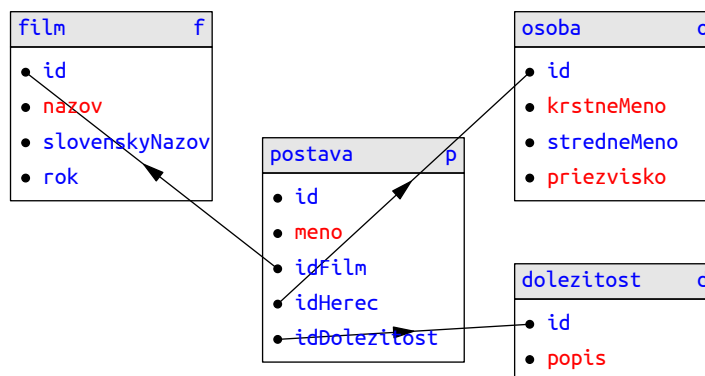 film f
id
nazov
slovenskyNazov
rok
postava p
id
meno
idFilm
idHerec
idDolezitost
osoba
id
krstneMeno
stredneMeno
priezvisko
dolezitost
id
popis